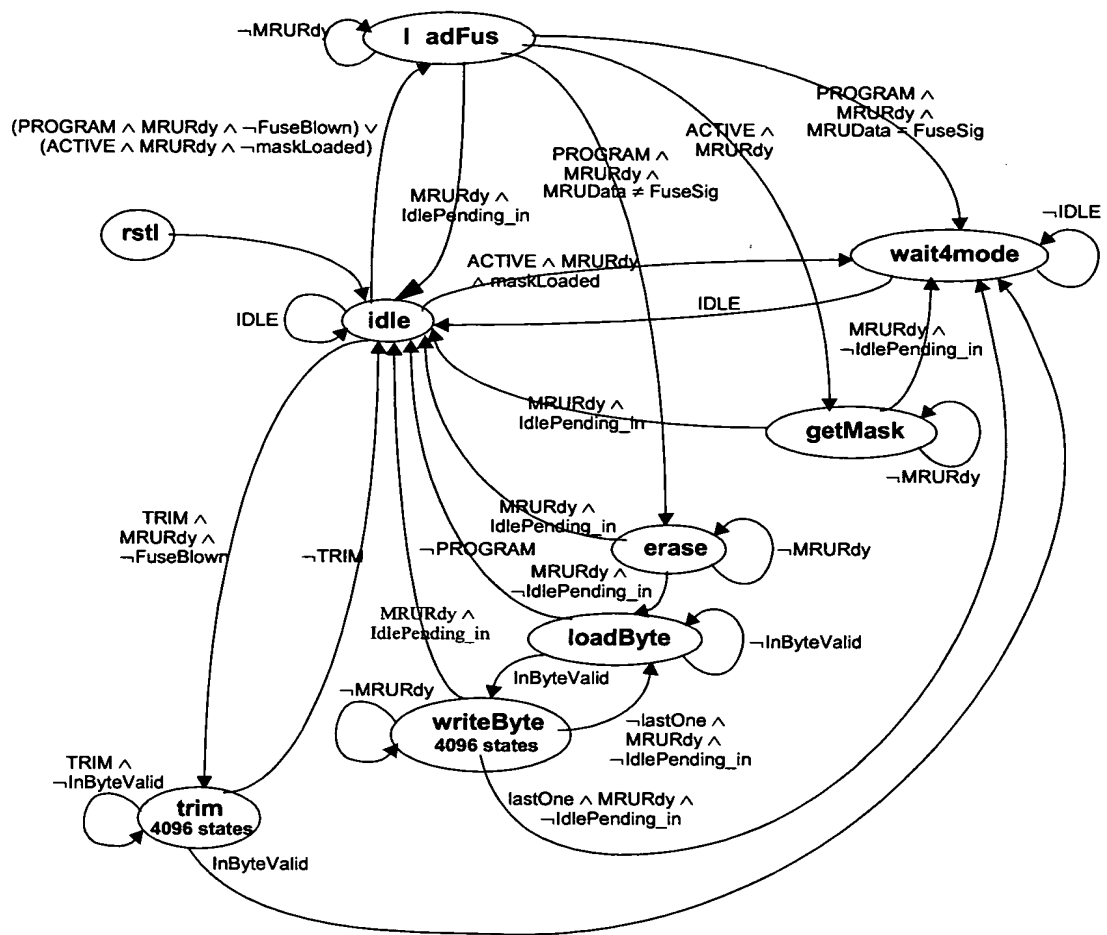 ¬MRURdy
l adFus
(PROGRAM ∧ MRURdy ∧ ¬FuseBlown) ∨
(ACTIVE ∧ MRURdy ∧ ¬maskLoaded)
PROGRAM ∧
MRURdy ∧
MRUData = FuseSig
ACTIVE ∧
MRURdy
PROGRAM ∧
MRURdy ∧
MRUData ≠ FuseSig
MRURdy ∧
IdlePending_in
rstl
¬IDLE
wait4mode
ACTIVE ∧ MRURdy
∧ maskLoaded
IDLE
IDLE
idle
MRURdy ∧
¬IdlePending_in
MRURdy ∧
IdlePending_in
getMask
¬MRURdy
TRIM ∧
MRURdy ∧
¬FuseBlown
¬TRIM
MRURdy ∧
IdlePending_in
erase
¬MRURdy
¬PROGRAM
MRURdy ∧
¬IdlePending_in
MRURdy ∧
IdlePending_in
loadByte
¬InByteValid
InByteValid
¬MRURdy
writeByte
4096 states
¬lastOne ∧
MRURdy ∧
¬IdlePending_in
TRIM ∧
¬InByteValid
trim
4096 states
lastOne ∧ MRURdy ∧
¬IdlePending_in
InByteValid